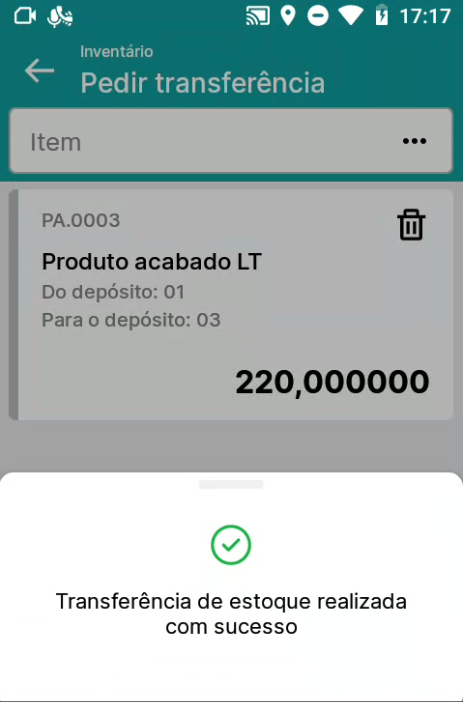 17:17
Inventário
Pedir transferência
Item
PA.0003
Produto acabado LT
Do depósito: 01
Para o depósito: 03
220,000000
Transferência de estoque realizada
com sucesso